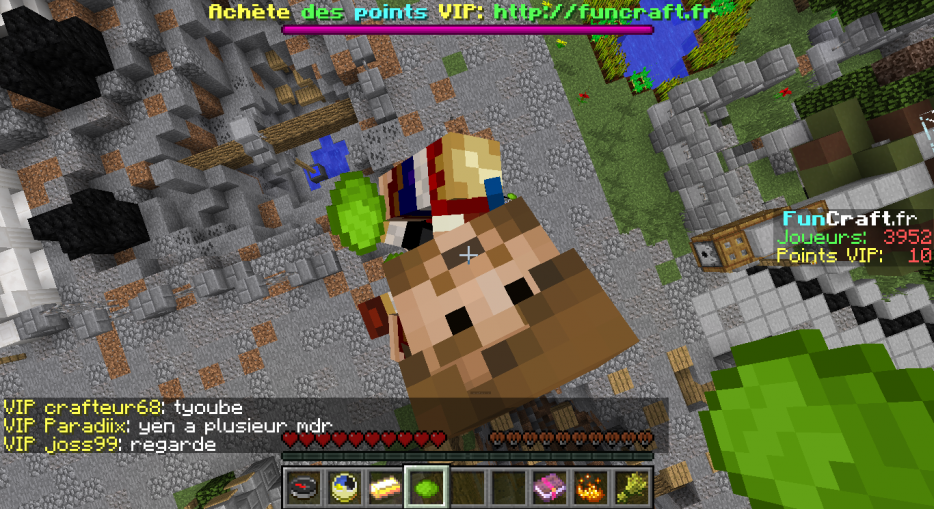 Achète des points VIP: http://funcraft.fr
FunCraft.fr
Joueurs: 3952
Points VIP: 10
VIP crafteur68: tyoube
VIP Paradiix: yen a plusieur mdr
VIP joss99: regarde